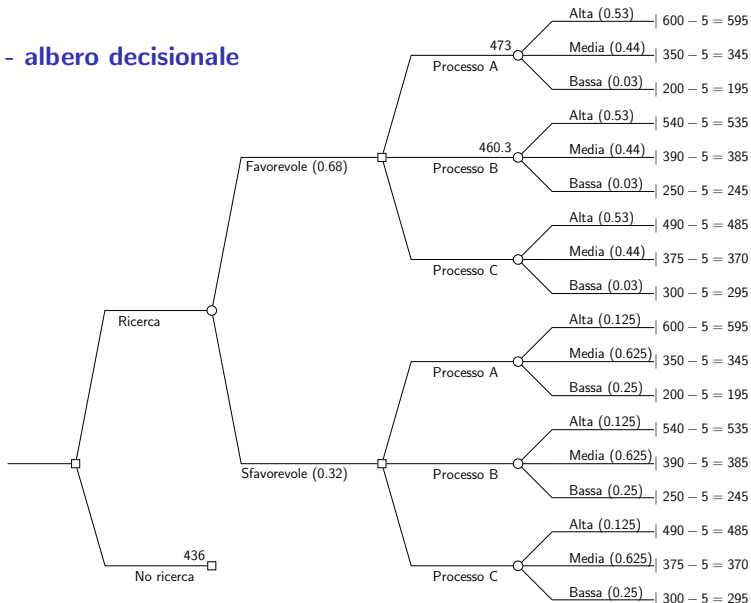 - albero decisionale
Alta (0.53) | 600 − 5 = 595
473 Media (0.44) | 350 − 5 = 345
Processo A
Bassa (0.03) | 200 − 5 = 195
Alta (0.53) | 540 − 5 = 535
460.3 Media (0.44) | 390 − 5 = 385
Favorevole (0.68) Processo B
Bassa (0.03) | 250 − 5 = 245
Alta (0.53) | 490 − 5 = 485
Media (0.44) | 375 − 5 = 370
Processo C
Bassa (0.03) | 300 − 5 = 295
Ricerca
Alta (0.125) | 600 − 5 = 595
Media (0.625) | 350 − 5 = 345
Processo A
Bassa (0.25) | 200 − 5 = 195
Alta (0.125) | 540 − 5 = 535
Media (0.625) | 390 − 5 = 385
Sfavorevole (0.32) Processo B
Bassa (0.25) | 250 − 5 = 245
Alta (0.125) | 490 − 5 = 485
436 Media (0.625) | 375 − 5 = 370
No ricerca Processo C
Bassa (0.25) | 300 − 5 = 295